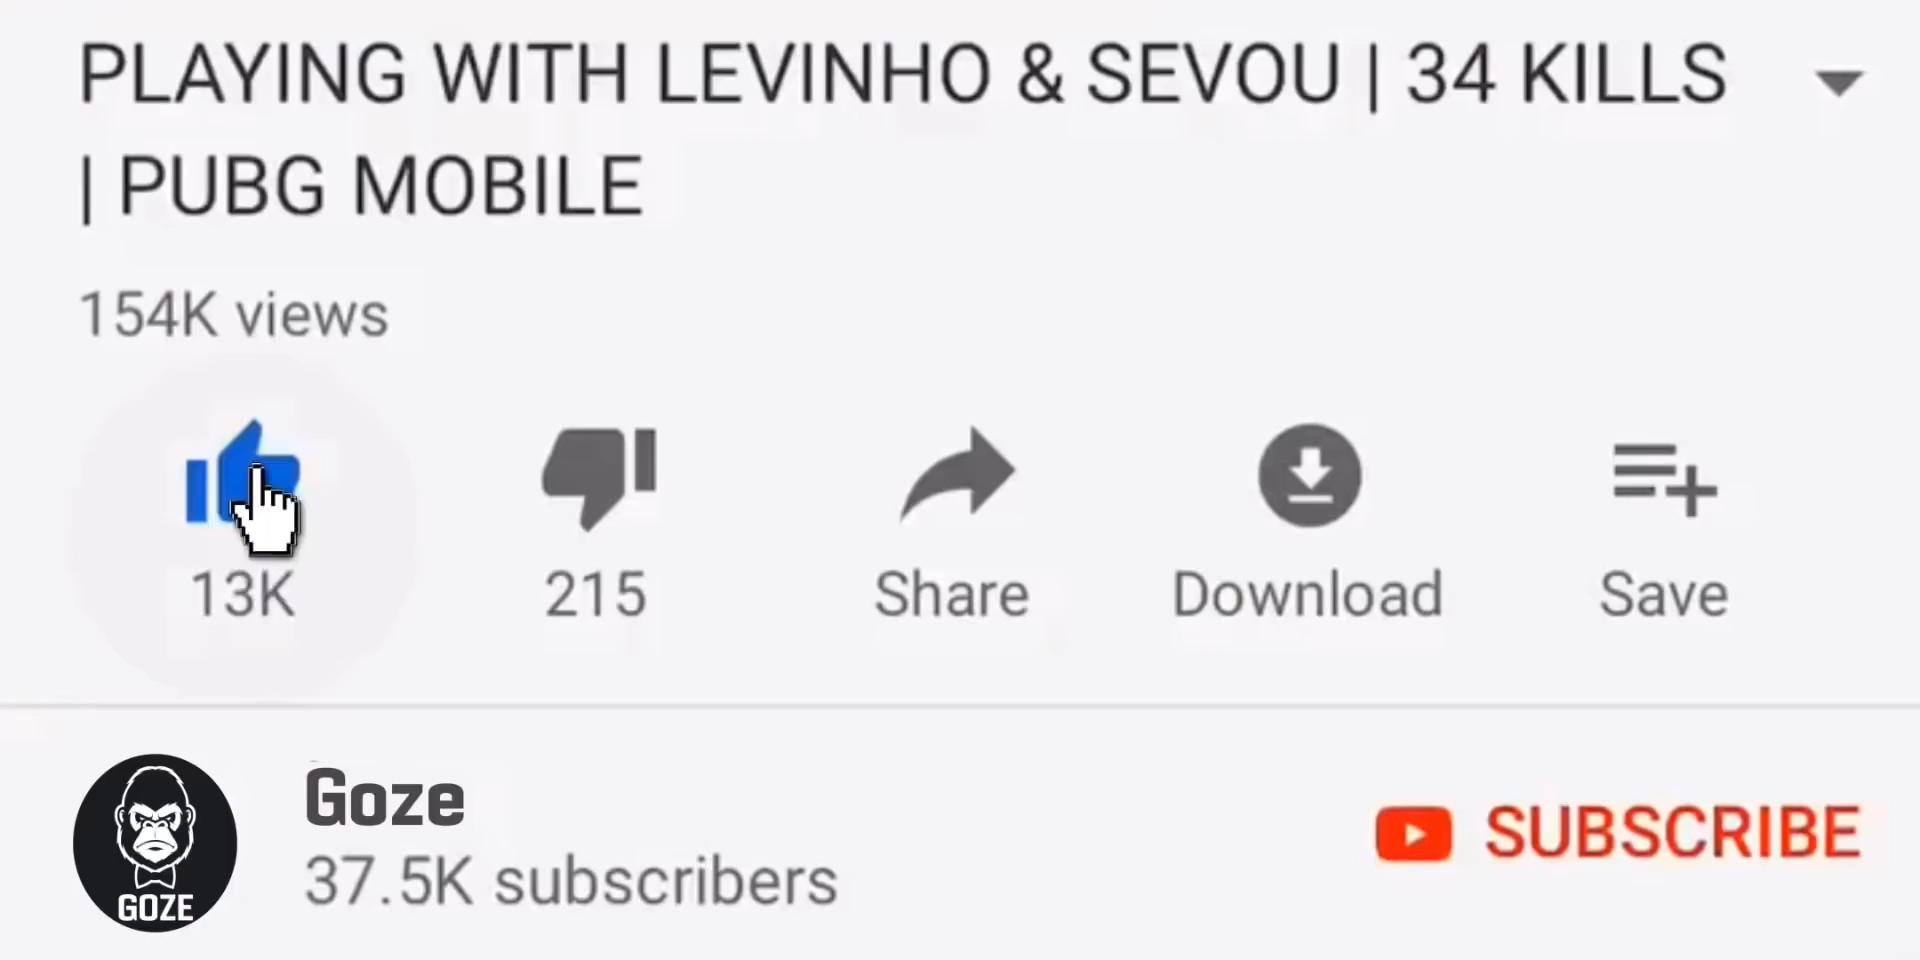 PLAYING WITH LEVINHO & SEVOU | 34 KILLS
| PUBG MOBILE
154K views
13K 215 Share Download Save
Goze
37.5K subscribers
GOZE
SUBSCRIBE